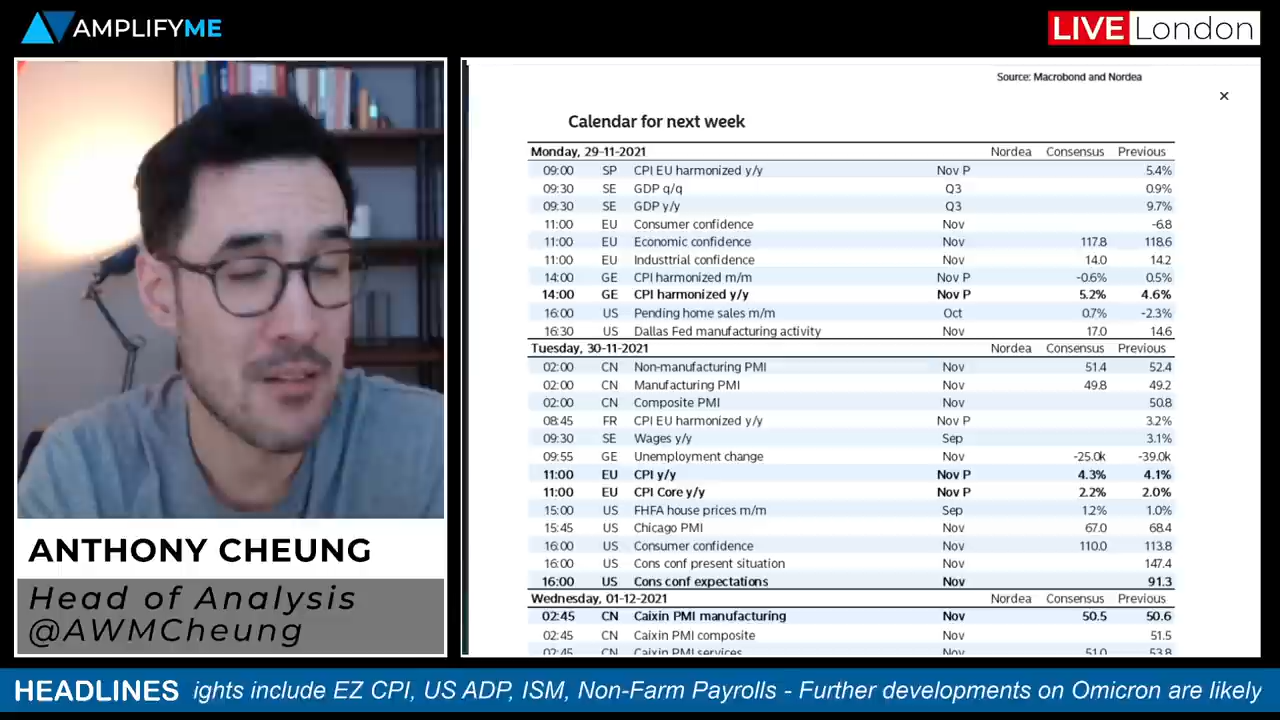 AMPLIFYME
LIVE London
Source: Macrobond and Nordea
×
Calendar for next week
Monday, 29-11-2021 Nordea Consensus Previous
09:00 SP CPI EU harmonized y/y Nov P 5.4%
09:30 SE GDP q/q Q3 0.9%
09:30 SE GDP y/y Q3 9.7%
11:00 EU Consumer confidence Nov -6.8
11:00 EU Economic confidence Nov 117.8 118.6
11:00 EU Industrial confidence Nov 14.0 14.2
14:00 GE CPI harmonized m/m Nov P -0.6% 0.5%
14:00 GE CPI harmonized y/y Nov P 5.2% 4.6%
16:00 US Pending home sales m/m Oct 0.7% -2.3%
16:30 US Dallas Fed manufacturing activity Nov 17.0 14.6
Tuesday, 30-11-2021 Nordea Consensus Previous
02:00 CN Non-manufacturing PMI Nov 51.4 52.4
02:00 CN Manufacturing PMI Nov 49.8 49.2
02:00 CN Composite PMI Nov 50.8
08:45 FR CPI EU harmonized y/y Nov P 3.2%
09:30 SE Wages y/y Sep 3.1%
09:55 GE Unemployment change Nov -25.0k -39.0k
11:00 EU CPI y/y Nov P 4.3% 4.1%
11:00 EU CPI Core y/y Nov P 2.2% 2.0%
15:00 US FHFA house prices m/m Sep 1.2% 1.0%
15:45 US Chicago PMI Nov 67.0 68.4
16:00 US Consumer confidence Nov 110.0 113.8
16:00 US Cons conf present situation Nov 147.4
16:00 US Cons conf expectations Nov 91.3
Wednesday, 01-12-2021 Nordea Consensus Previous
02:45 CN Caixin PMI manufacturing Nov 50.5 50.6
02:45 CN Caixin PMI composite Nov 51.5
02:45 CN Caixin PMI services Nov 51.0 53.8
ANTHONY CHEUNG
Head of Analysis
@AWMCheung
HEADLINES ights include EZ CPI, US ADP, ISM, Non-Farm Payrolls - Further developments on Omicron are likely